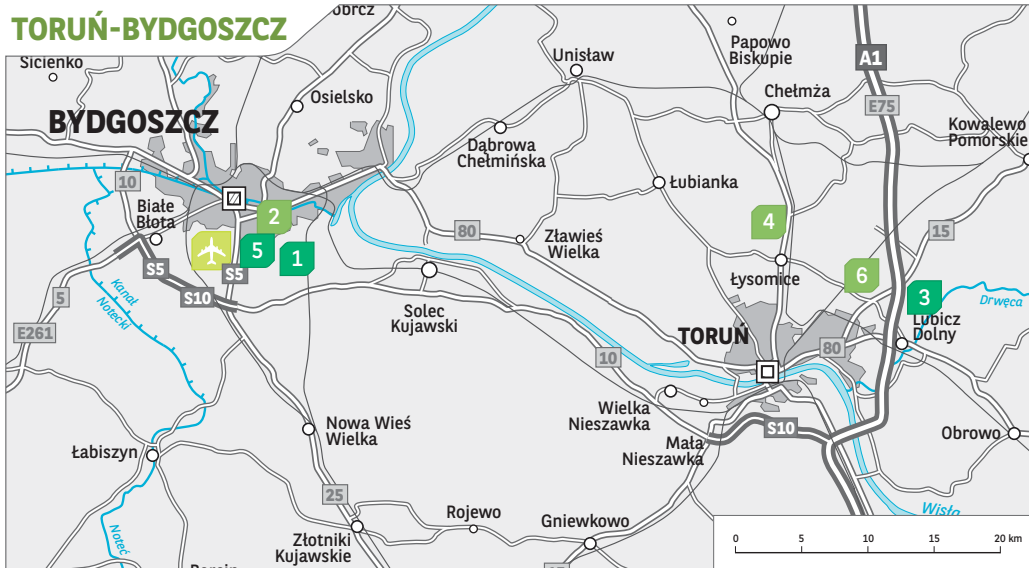 TORUŃ-BYDGOSZCZ
Sicienko
BYDGOSZCZ
Osielsko
Unisław
Papowo
Biskupie
A1
Chełmża
E75
Kowalewo
Pomorskie
Dąbrowa
Chełmińska
Łubianka
10
Białe
Błota
2
5
1
S5
S5
S10
80
Zławieś
Wielka
4
15
Łysomice
6
3
Drwęca
Lubicz
Dolny
5
E261
Kanał
Notecki
Solec
Kujawski
TORUŃ
10
80
Wielka
Nieszawka
Mała
Nieszawka
S10
Obrowo
Nowa Wieś
Wielka
Łabiszyn
25
Rojewo
Gniewkowo
Złotniki
Kujawskie
Noteć
Wisła
0
5
10
15
20 km